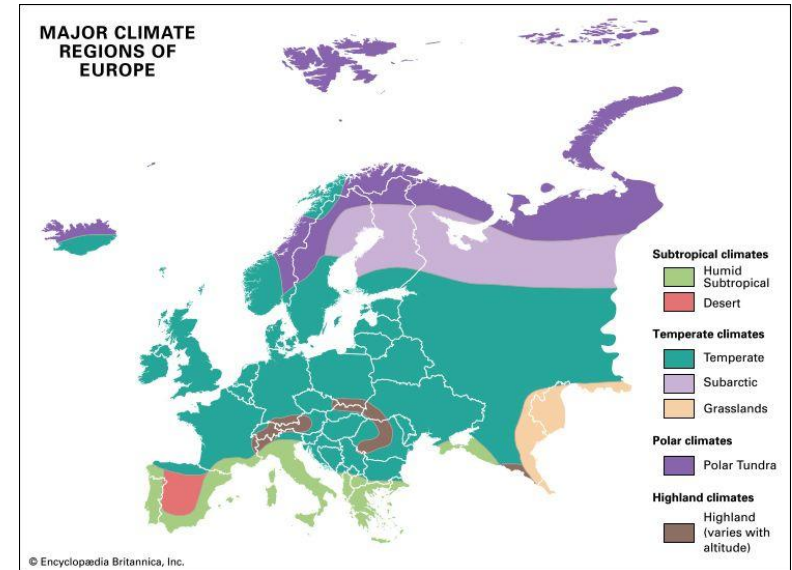 MAJOR CLIMATE
REGIONS OF
EUROPE
Subtropical climates
Humid
Subtropical
Desert
Temperate climates
Temperate
Subarctic
Grasslands
Polar climates
Polar Tundra
Highland climates
Highland
(varies with
altitude)
© Encyclopædia Britannica, Inc.